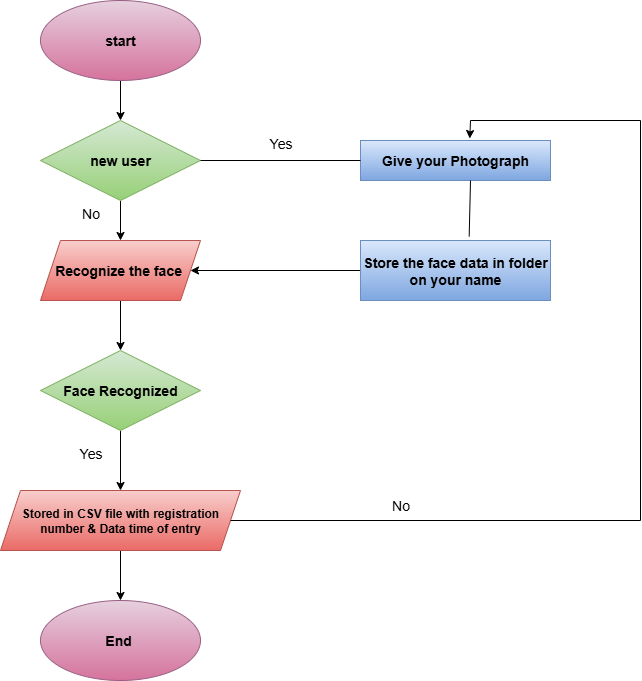 start
new user
Yes
Give your Photograph
No
Recognize the face
Store the face data in folder
on your name
Face Recognized
Yes
Stored in CSV file with registration
number & Data time of entry
No
End